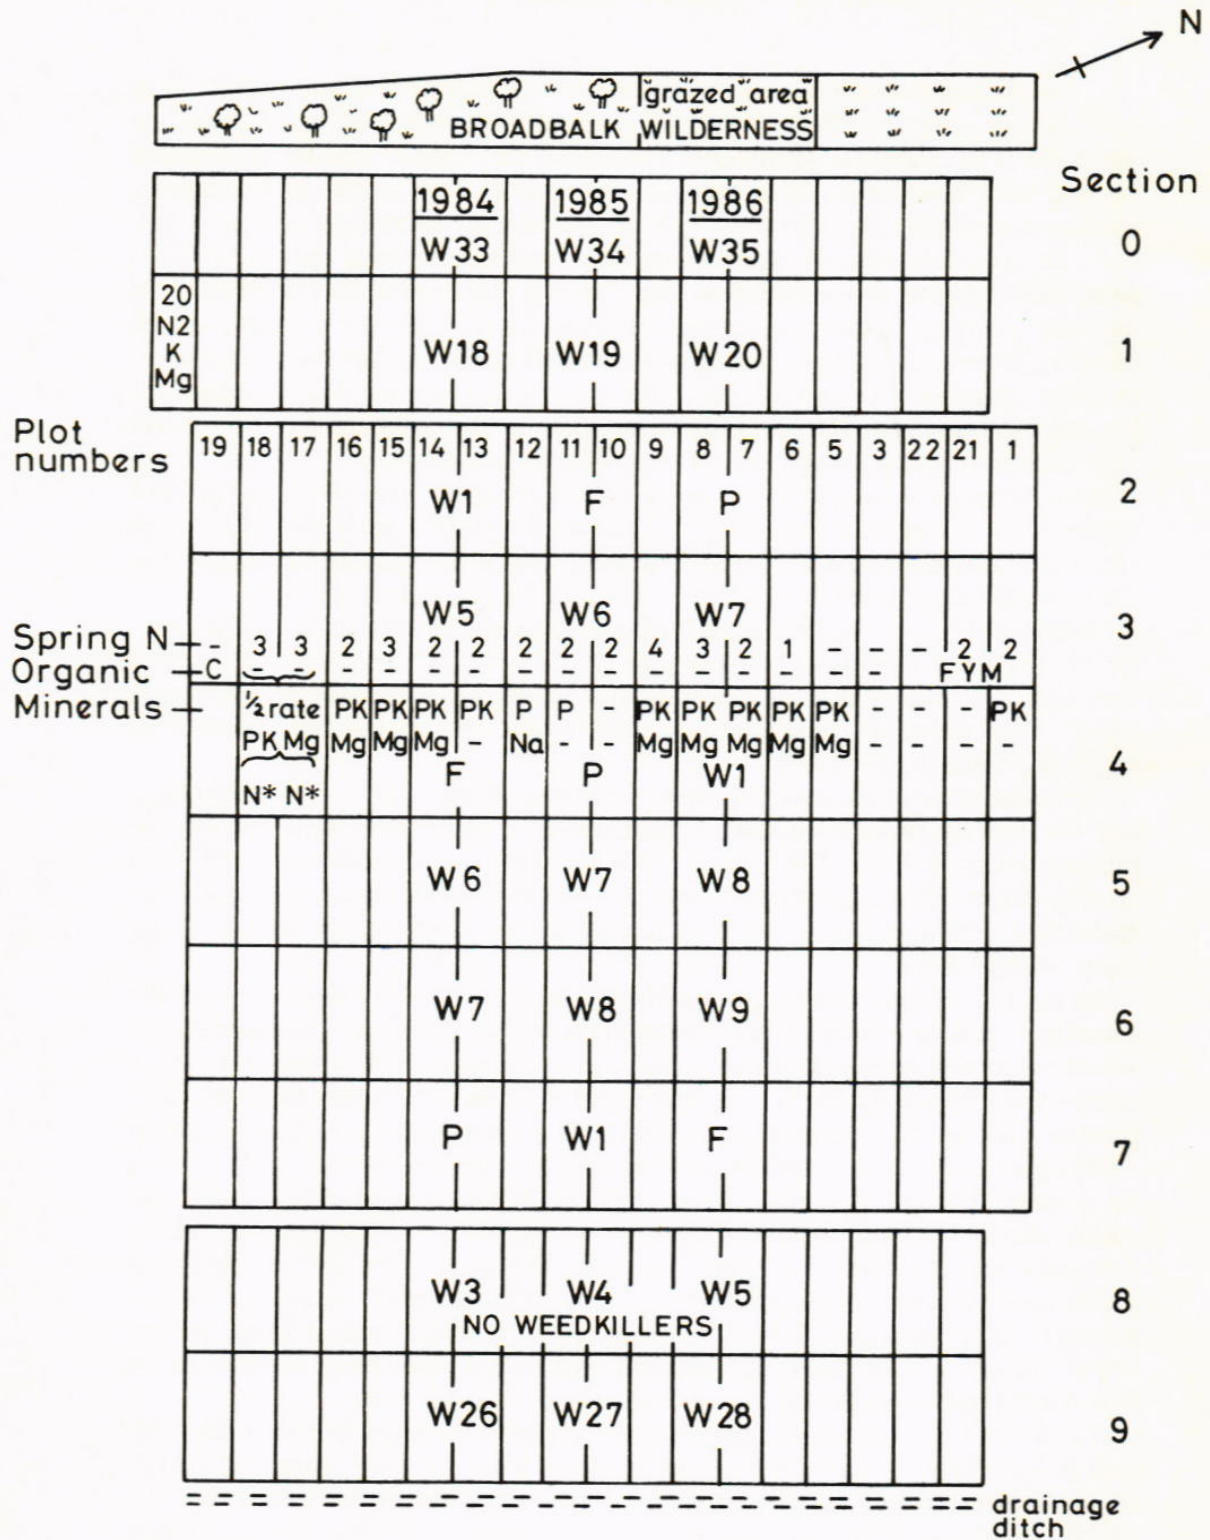 N
grazed area
BROADBALK WILDERNESS
Section
1984 1985 1986
W33 W34 W35 0
20
N2
K
Mg
W18 W19 W20 1
Plot
numbers
19 18 17 16 15 14 13 12 11 10 9 8 7 6 5 3 22 21 1
W1 F P 2
W5 W6 W7 3
Spring N - 3 3 2 3 2 2 2 2 2 4 3 2 1 - - - 2 2
Organic C - - - - - - - - - - - - - - - FYM
Minerals ½ rate PK PK PK PK P P - PK PK PK PK PK - - - PK
PK Mg Mg Mg Mg - Na - - Mg Mg Mg Mg Mg - - - -
F P W1 4
N* N*
W6 W7 W8 5
W7 W8 W9 6
P W1 F 7
W3 W4 W5 8
NO WEEDKILLERS
W26 W27 W28 9
drainage
ditch